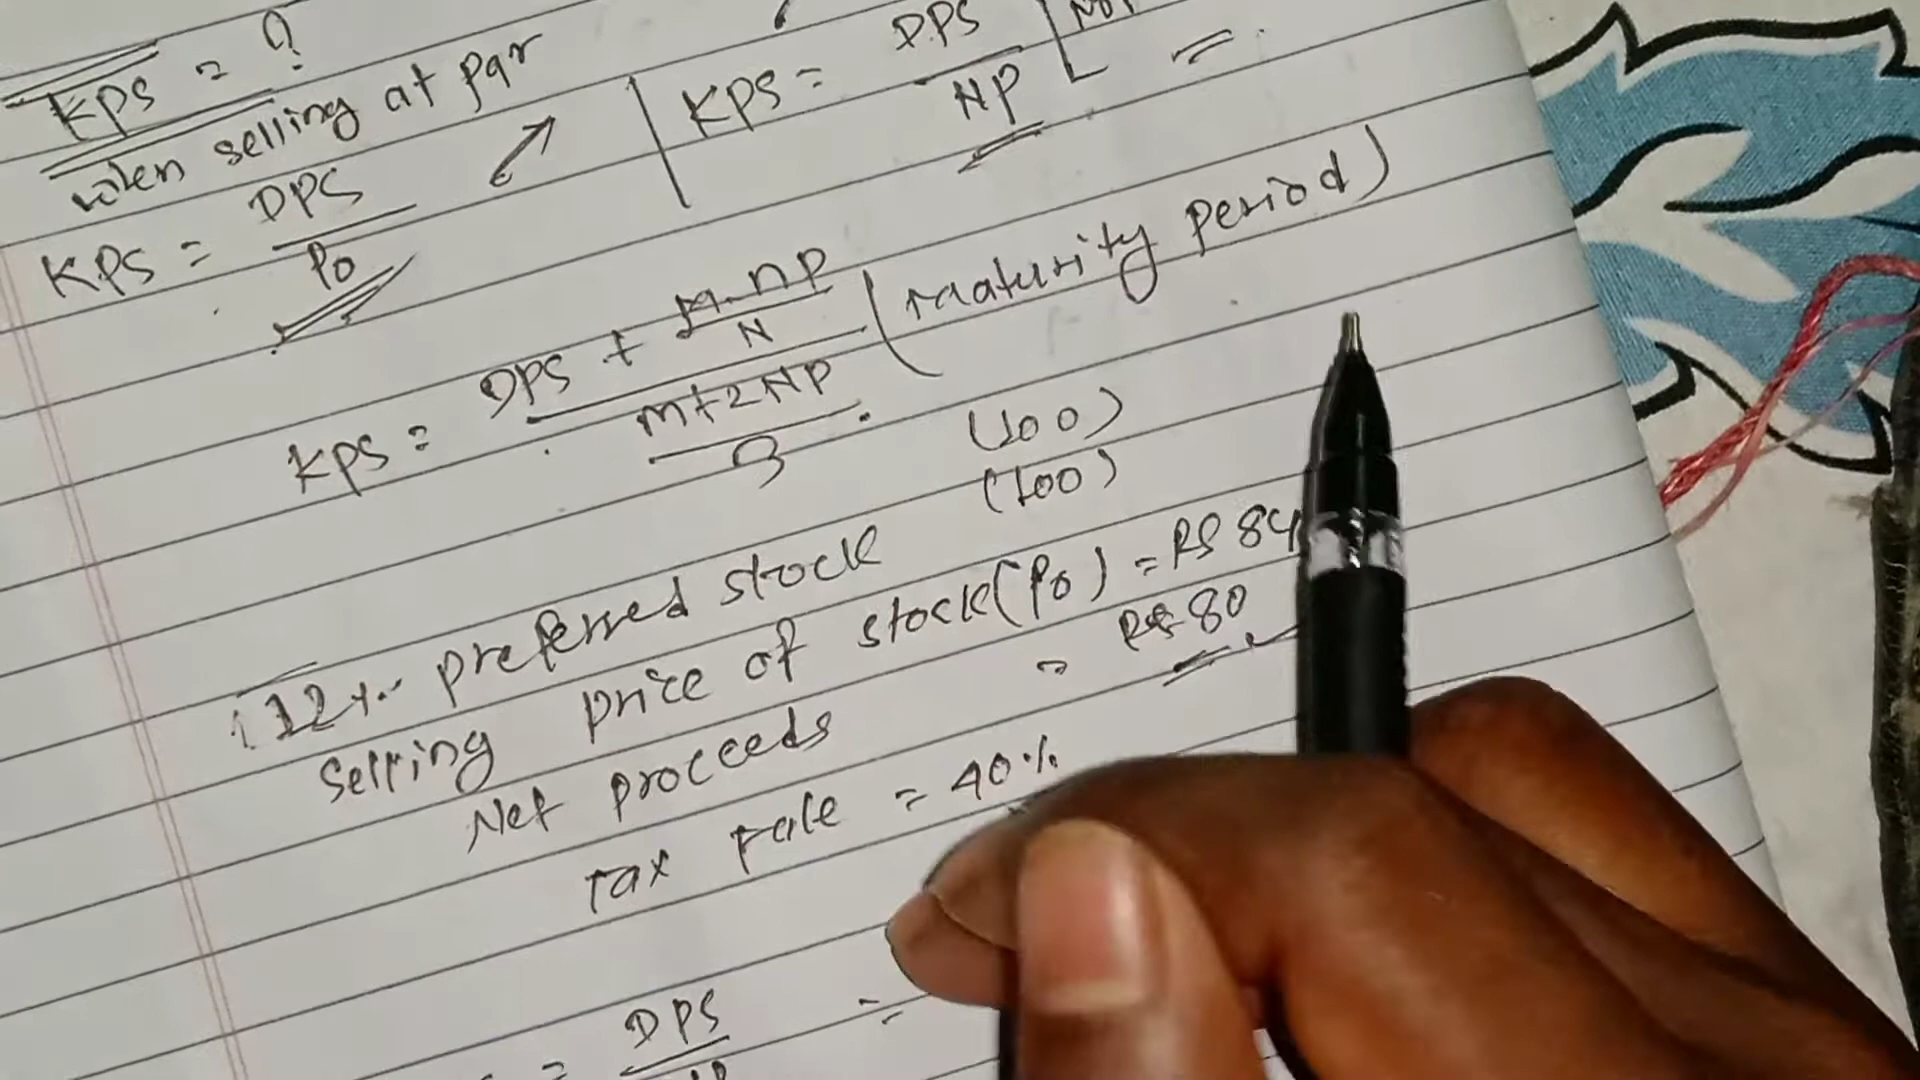 KPS = ?
when selling at par
KPS = DPS / P0
KPS = DPS / NP
KPS = DPS + M-NP / N / M+2NP / 3 (maturity period)
(100)
(100)
12% preferred stock
Selling price of stock (P0) = RS 84
Net proceeds = RS 80
Tax rate = 40%
= DPS =